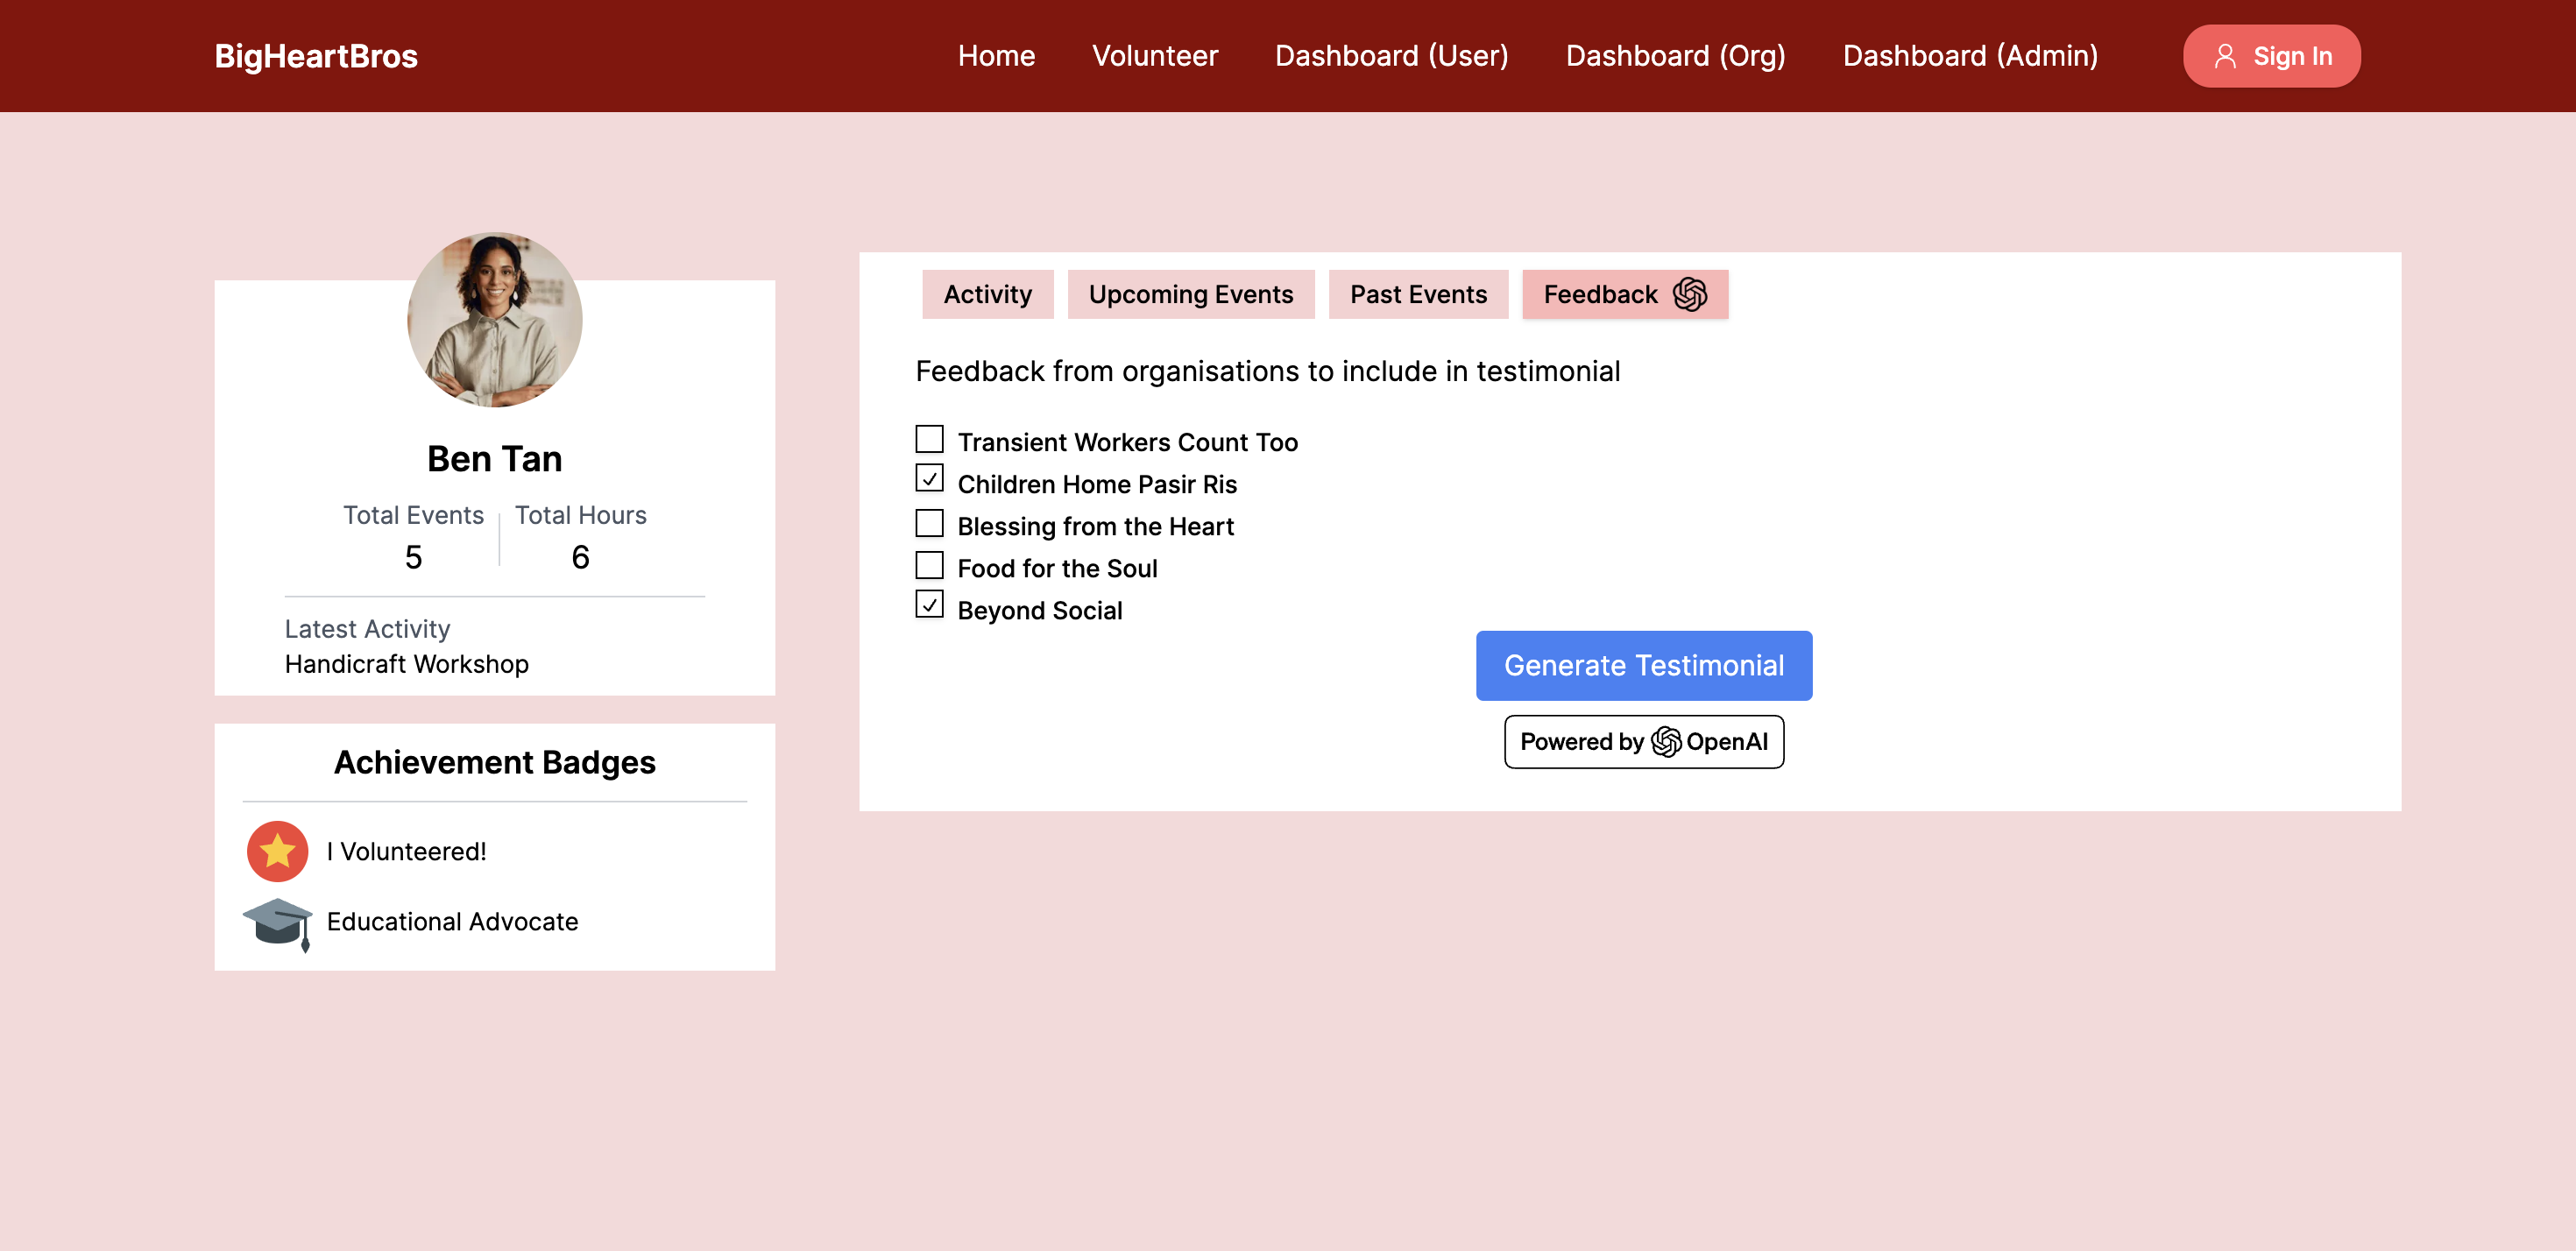 BigHeartBros
Home Volunteer Dashboard (User) Dashboard (Org) Dashboard (Admin) Sign In
Ben Tan
Total Events Total Hours
5 6
Latest Activity
Handicraft Workshop
Achievement Badges
I Volunteered!
Educational Advocate
Activity Upcoming Events Past Events Feedback
Feedback from organisations to include in testimonial
Transient Workers Count Too
Children Home Pasir Ris
Blessing from the Heart
Food for the Soul
Beyond Social
Generate Testimonial
Powered by OpenAI